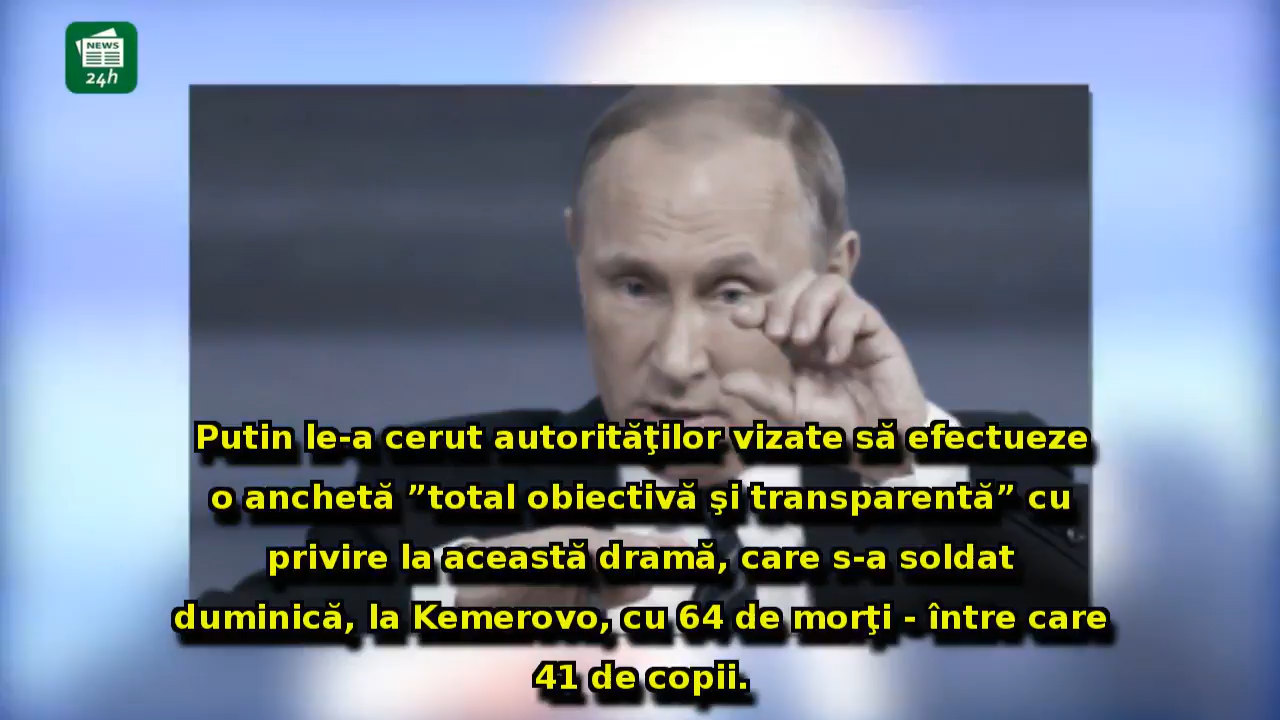 NEWS
24h
Putin le-a cerut autorităţilor vizate să efectueze
o anchetă ”total obiectivă şi transparentă” cu
privire la această dramă, care s-a soldat
duminică, la Kemerovo, cu 64 de morţi - între care
41 de copii.